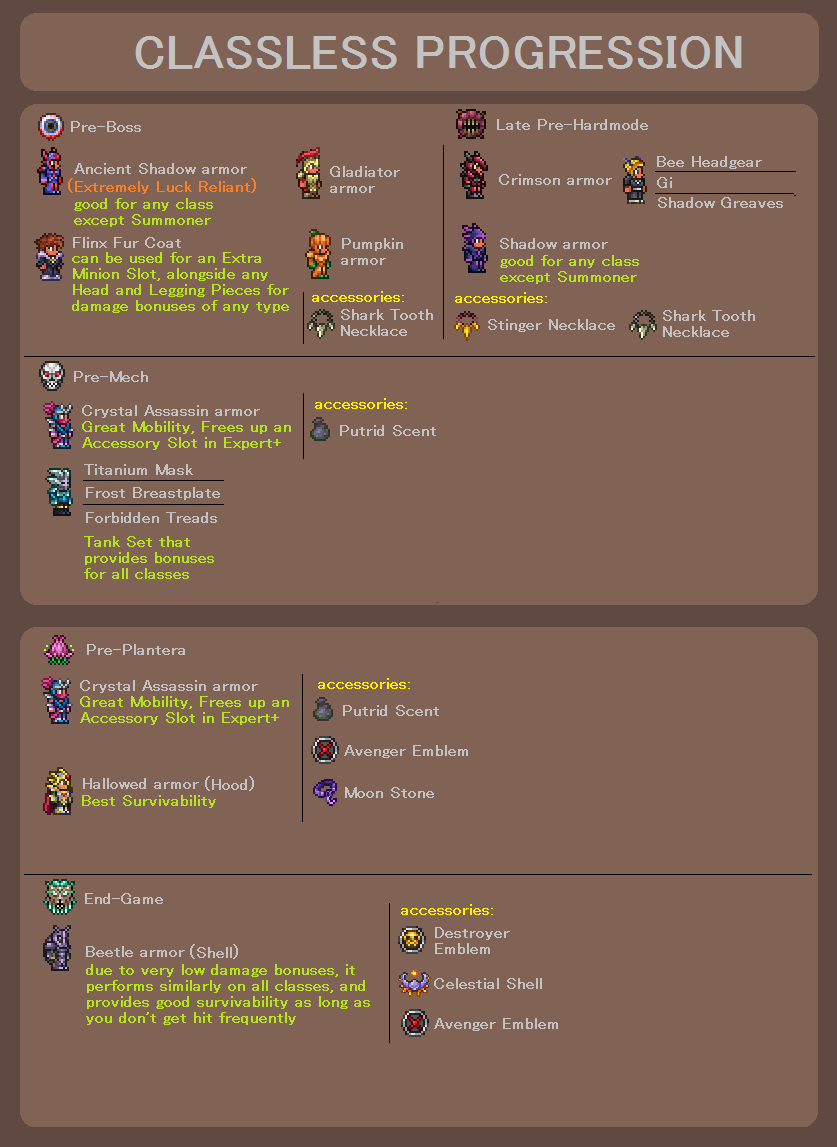 CLASSLESS PROGRESSION
Pre-Boss
Ancient Shadow armor
(Extremely Luck Reliant)
good for any class
except Summoner
Gladiator
armor
Flinx Fur Coat
can be used for an Extra
Minion Slot, alongside any
Head and Legging Pieces for
damage bonuses of any type
Pumpkin
armor
accessories:
Shark Tooth
Necklace
Late Pre-Hardmode
Crimson armor
Bee Headgear
Gi
Shadow Greaves
Shadow armor
good for any class
except Summoner
accessories:
Stinger Necklace
Shark Tooth
Necklace
Pre-Mech
Crystal Assassin armor
Great Mobility, Frees up an
Accessory Slot in Expert+
Titanium Mask
Frost Breastplate
Forbidden Treads
Tank Set that
provides bonuses
for all classes
accessories:
Putrid Scent
Pre-Plantera
Crystal Assassin armor
Great Mobility, Frees up an
Accessory Slot in Expert+
Hallowed armor (Hood)
Best Survivability
accessories:
Putrid Scent
Avenger Emblem
Moon Stone
End-Game
Beetle armor (Shell)
due to very low damage bonuses, it
performs similarly on all classes, and
provides good survivability as long as
you don't get hit frequently
accessories:
Destroyer
Emblem
Celestial Shell
Avenger Emblem